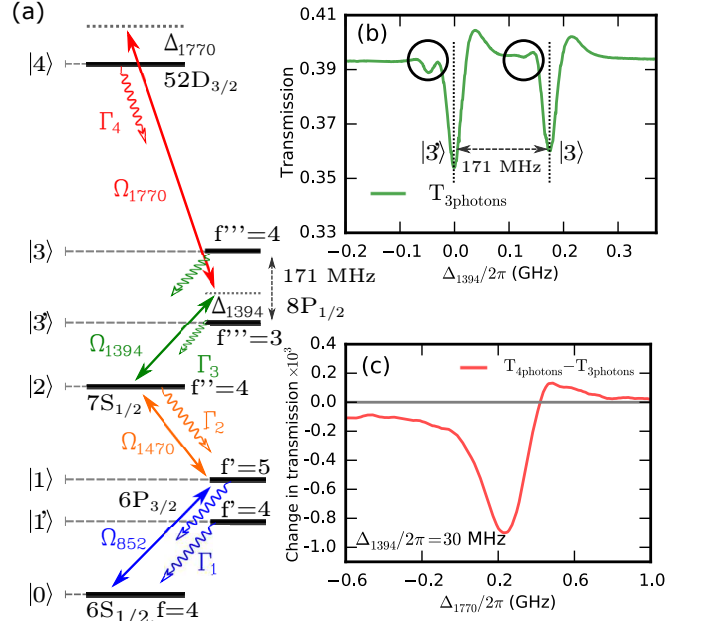 (a)
Δ1770
|4⟩
52D3/2
Γ4
Ω1770
f'''=4
|3⟩
171 MHz
Δ1394
8P1/2
|3'⟩
f'''=3
Ω1394
Γ3
|2⟩
f''=4
7S1/2
Γ2
Ω1470
f'=5
|1⟩
6P3/2
f'=4
|1'⟩
Ω852
Γ1
|0⟩
6S1/2, f=4
(b)
0.41
0.39
0.37
0.35
0.33
Transmission
|3'⟩
|3⟩
171 MHz
T3photons
-0.2 -0.1 0.0 0.1 0.2 0.3
Δ1394/2π (GHz)
(c)
T4photons−T3photons
0.4
0.2
0.0
-0.2
-0.4
-0.6
-0.8
-1.0
Change in transmission ×10³
Δ1394/2π=30 MHz
-0.6 -0.2 0.2 0.6 1.0
Δ1770/2π (GHz)